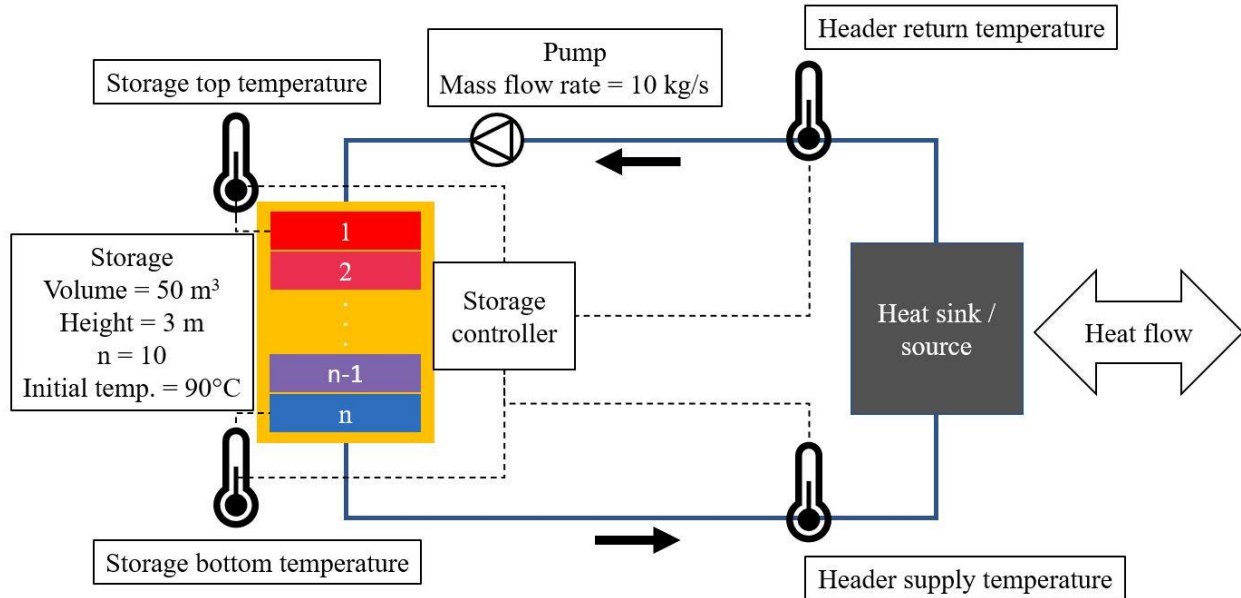 Header return temperature
Pump
Mass flow rate = 10 kg/s
Storage top temperature
1
2
Storage
Volume = 50 m³
Height = 3 m
n = 10
Initial temp. = 90°C
Storage
controller
Heat sink /
source
Heat flow
n-1
n
Storage bottom temperature
Header supply temperature